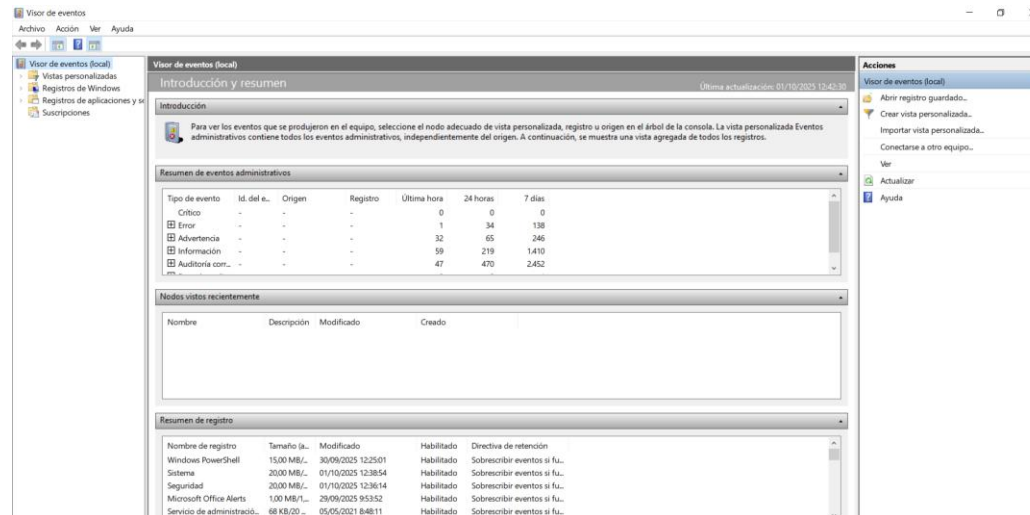 Visor de eventos
Archivo Acción Ver Ayuda
Visor de eventos (local)
Vistas personalizadas
Registros de Windows
Registros de aplicaciones y se
Suscripciones
Visor de eventos (local)
Introducción y resumen
Última actualización: 01/10/2025 12:42:30
Introducción
Para ver los eventos que se produjeron en el equipo, seleccione el nodo adecuado de vista personalizada, registro u origen en el árbol de la consola. La vista personalizada Eventos
administrativos contiene todos los eventos administrativos, independientemente del origen. A continuación, se muestra una vista agregada de todos los registros.
Resumen de eventos administrativos
Tipo de evento Id. del e... Origen Registro Última hora 24 horas 7 días
Crítico - - - 0 0 0
Error - - - 1 34 138
Advertencia - - - 32 65 246
Información - - - 59 219 1.410
Auditoría corr... - - - 47 470 2.452
Nodos vistos recientemente
Nombre Descripción Modificado Creado
Resumen de registro
Nombre de registro Tamaño (a... Modificado Habilitado Directiva de retención
Windows PowerShell 15,00 MB/... 30/09/2025 12:25:01 Habilitado Sobrescribir eventos si fu...
Sistema 20,00 MB/... 01/10/2025 12:38:54 Habilitado Sobrescribir eventos si fu...
Seguridad 20,00 MB/... 01/10/2025 12:36:14 Habilitado Sobrescribir eventos si fu...
Microsoft Office Alerts 1,00 MB/1,... 29/09/2025 9:53:52 Habilitado Sobrescribir eventos si fu...
Servicio de administració... 68 KB/20 ... 05/05/2021 8:48:11 Habilitado Sobrescribir eventos si fu...
Acciones
Visor de eventos (local)
Abrir registro guardado...
Crear vista personalizada...
Importar vista personalizada...
Conectarse a otro equipo...
Ver
Actualizar
Ayuda